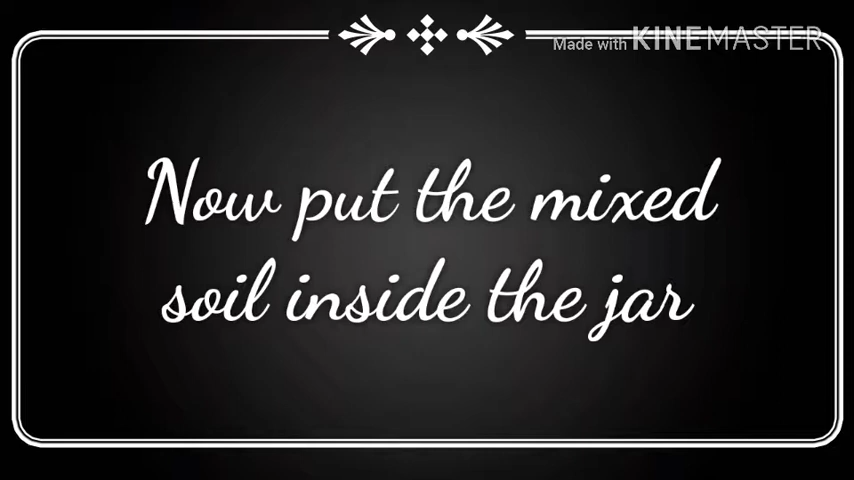 Made with KINEMASTER
Now put the mixed
soil inside the jar